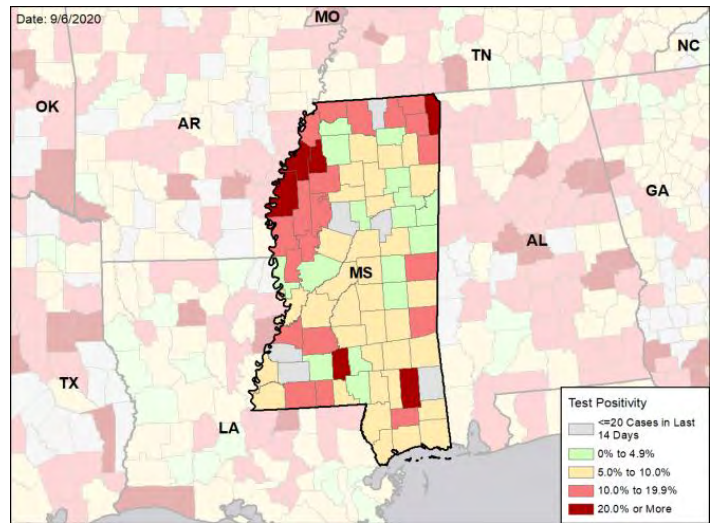 Date: 9/6/2020
MO
NC
TN
OK
AR
GA
AL
MS
TX
LA
Test Positivity
<=20 Cases in Last
14 Days
0% to 4.9%
5.0% to 10.0%
10.0% to 19.9%
20.0% or More